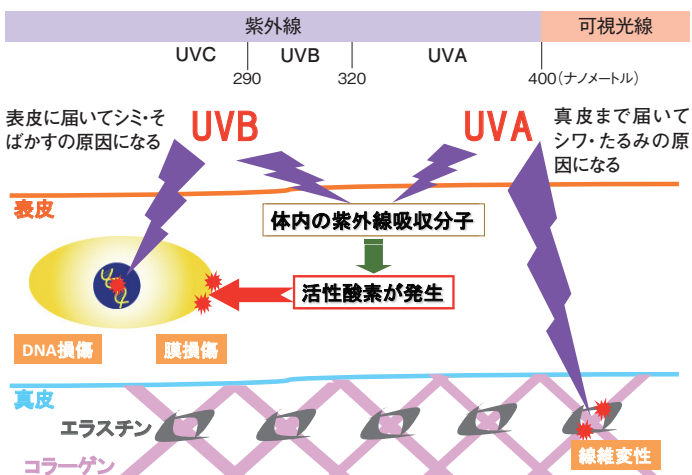 紫外線
可視光線
UVC
UVB
UVA
290
320
400(ナノメートル)
表皮に届いてシミ・そ
ばかすの原因になる
UVB
UVA
真皮まで届いて
シワ・たるみの原
因になる
表皮
体内の紫外線吸収分子
活性酸素が発生
DNA損傷
膜損傷
真皮
エラスチン
コラーゲン
線維変性